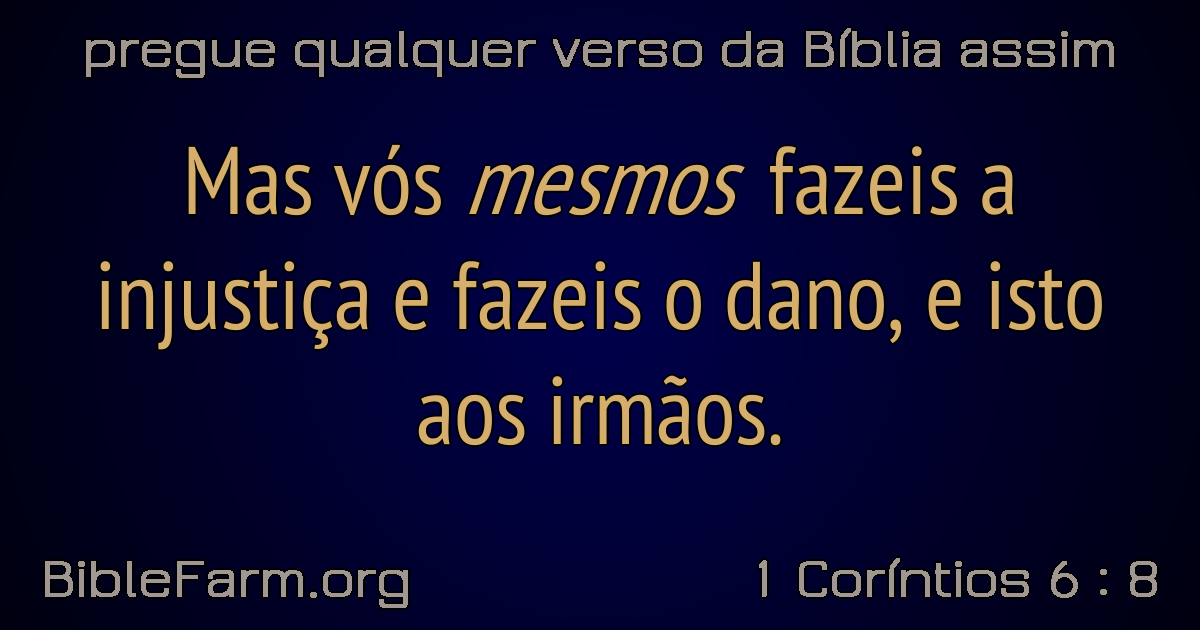 pregue qualquer verso da Bíblia assim
Mas vós mesmos fazeis a
injustiça e fazeis o dano, e isto
aos irmãos.
BibleFarm.org
1 Coríntios 6 : 8